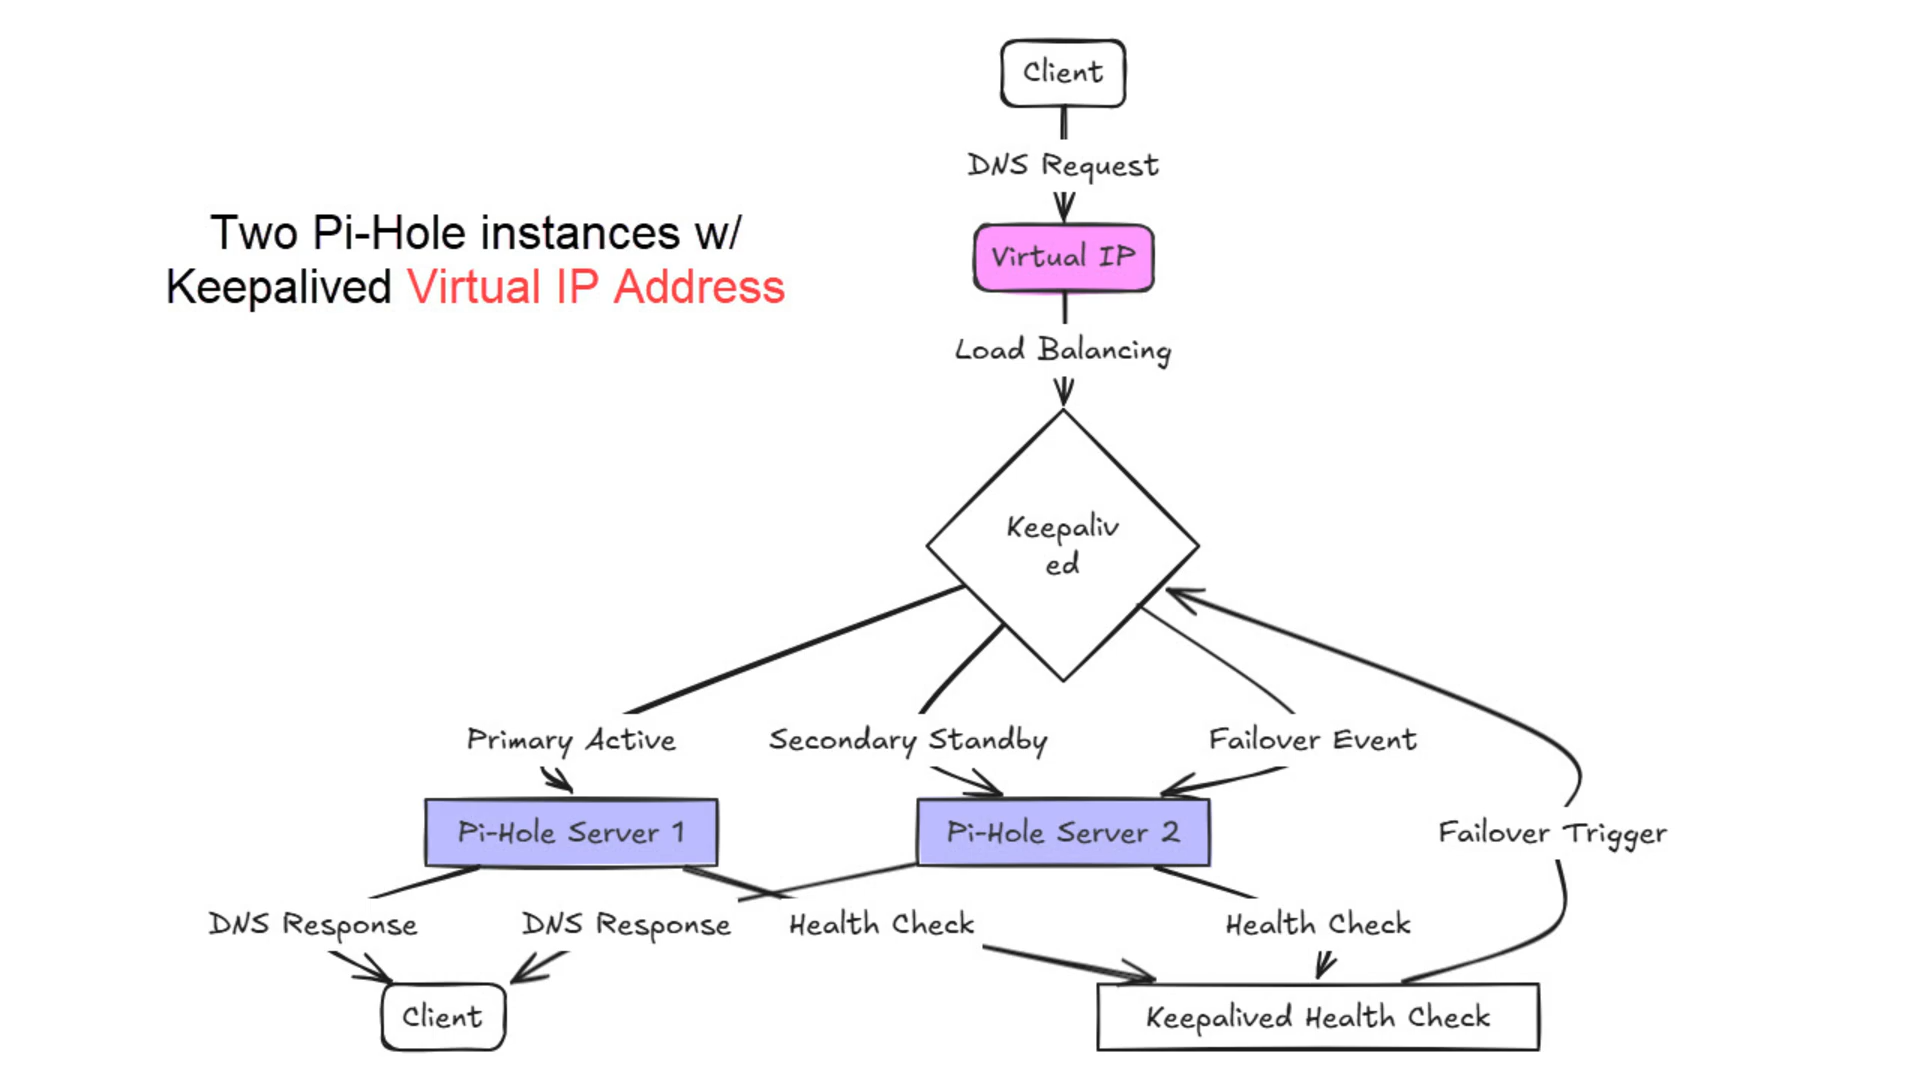 Client
DNS Request
Two Pi-Hole instances w/
Keepalived Virtual IP Address
Virtual IP
Load Balancing
Keepaliv
ed
Primary Active
Secondary Standby
Failover Event
Pi-Hole Server 1
Pi-Hole Server 2
Failover Trigger
DNS Response
DNS Response
Health Check
Health Check
Client
Keepalived Health Check